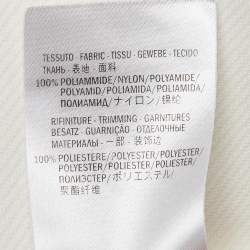 TESSUTO - FABRIC - TISSU - GEWEBE - TECIDO
ТКАНЬ - 表地 - 面料
100% POLIAMMIDE/NYLON/POLYAMIDE/
POLYAMID/POLIAMIDA/POLIAMIDA/
ПОЛИАМИД/ナイロン/锦纶
RIFINITURE - TRIMMING - GARNITURES
BESATZ - GUARNIÇÃO - ОТДЕЛОЧНЫЕ
МАТЕРИАЛЫ - 一部 - 装饰边
100% POLIESTERE/POLYESTER/POLYESTER/
POLYESTER/POLIÉSTER/POLIESTER/
ПОЛИЭСТЕР/ポリエステル/
聚酯纤维